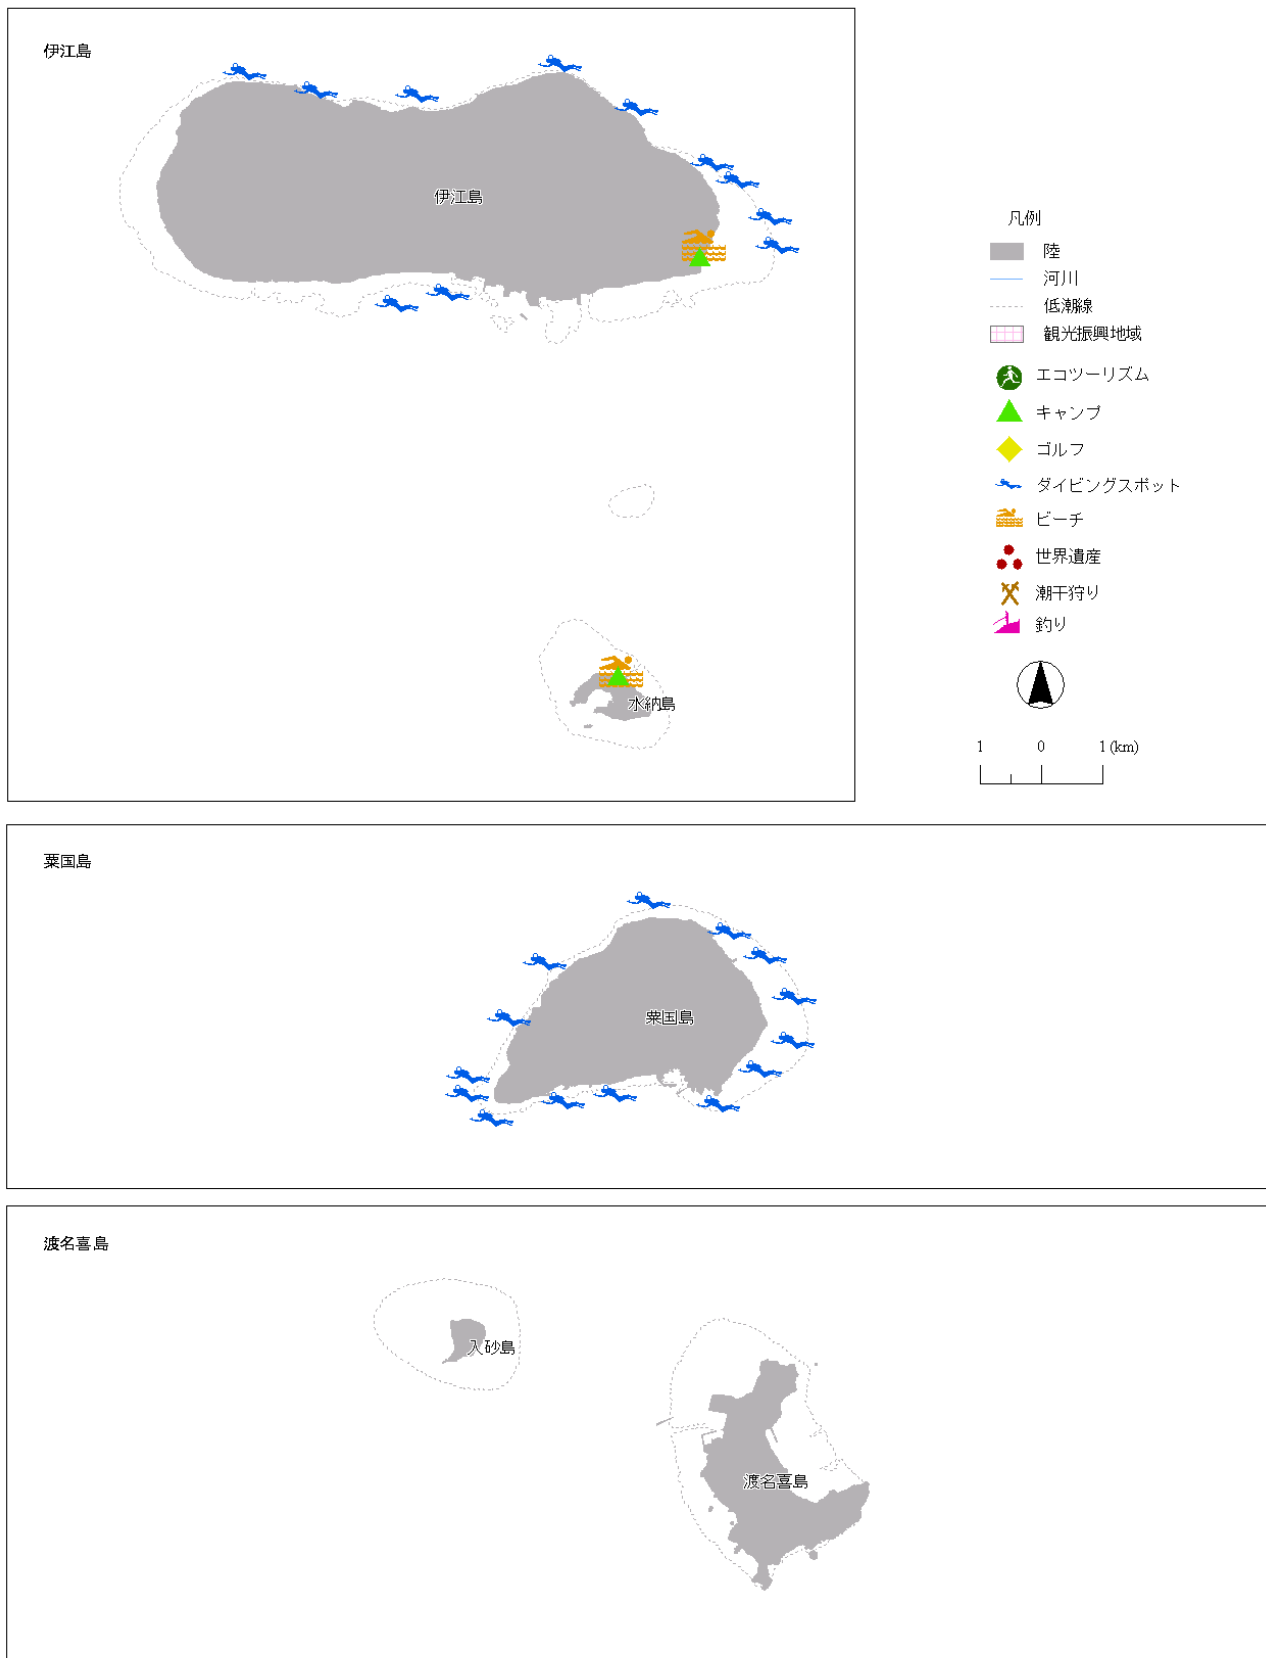 伊江島
伊江島
水納島
凡例
陸
河川
低潮線
観光振興地域
エコツーリズム
キャンプ
ゴルフ
ダイビングスポット
ビーチ
世界遺産
潮干狩り
釣り
1 0 1 (km)
粟国島
粟国島
渡名喜島
入砂島
渡名喜島